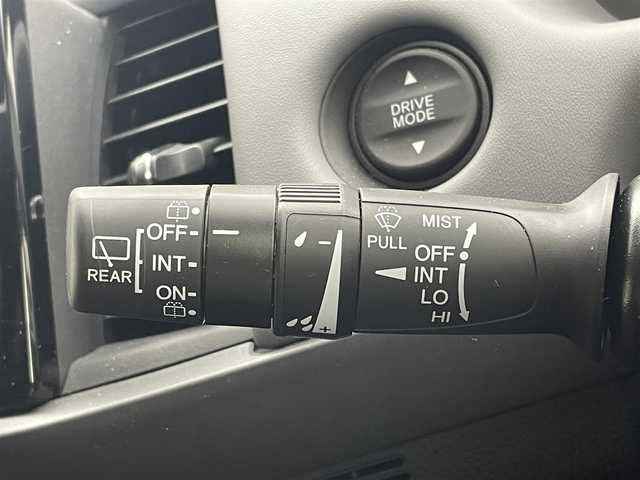 DRIVE
MODE
OFF
INT
ON
REAR
−
+
PULL
MIST
OFF
INT
LO
HI